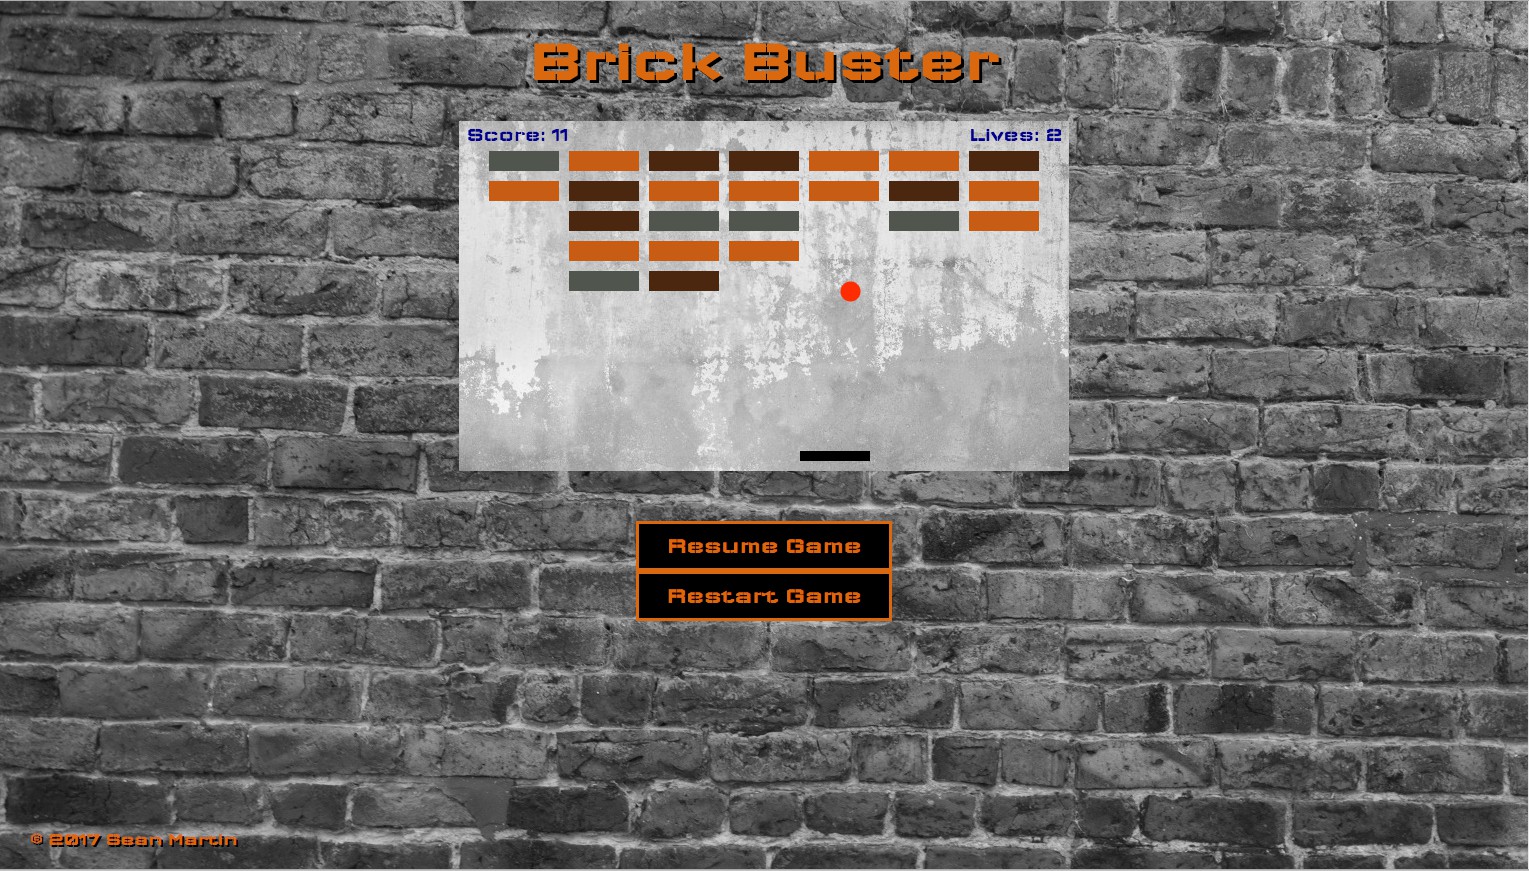 Brick Buster
Score: 11
Lives: 2
Resume Game
Restart Game
© 2017 Sean Martin